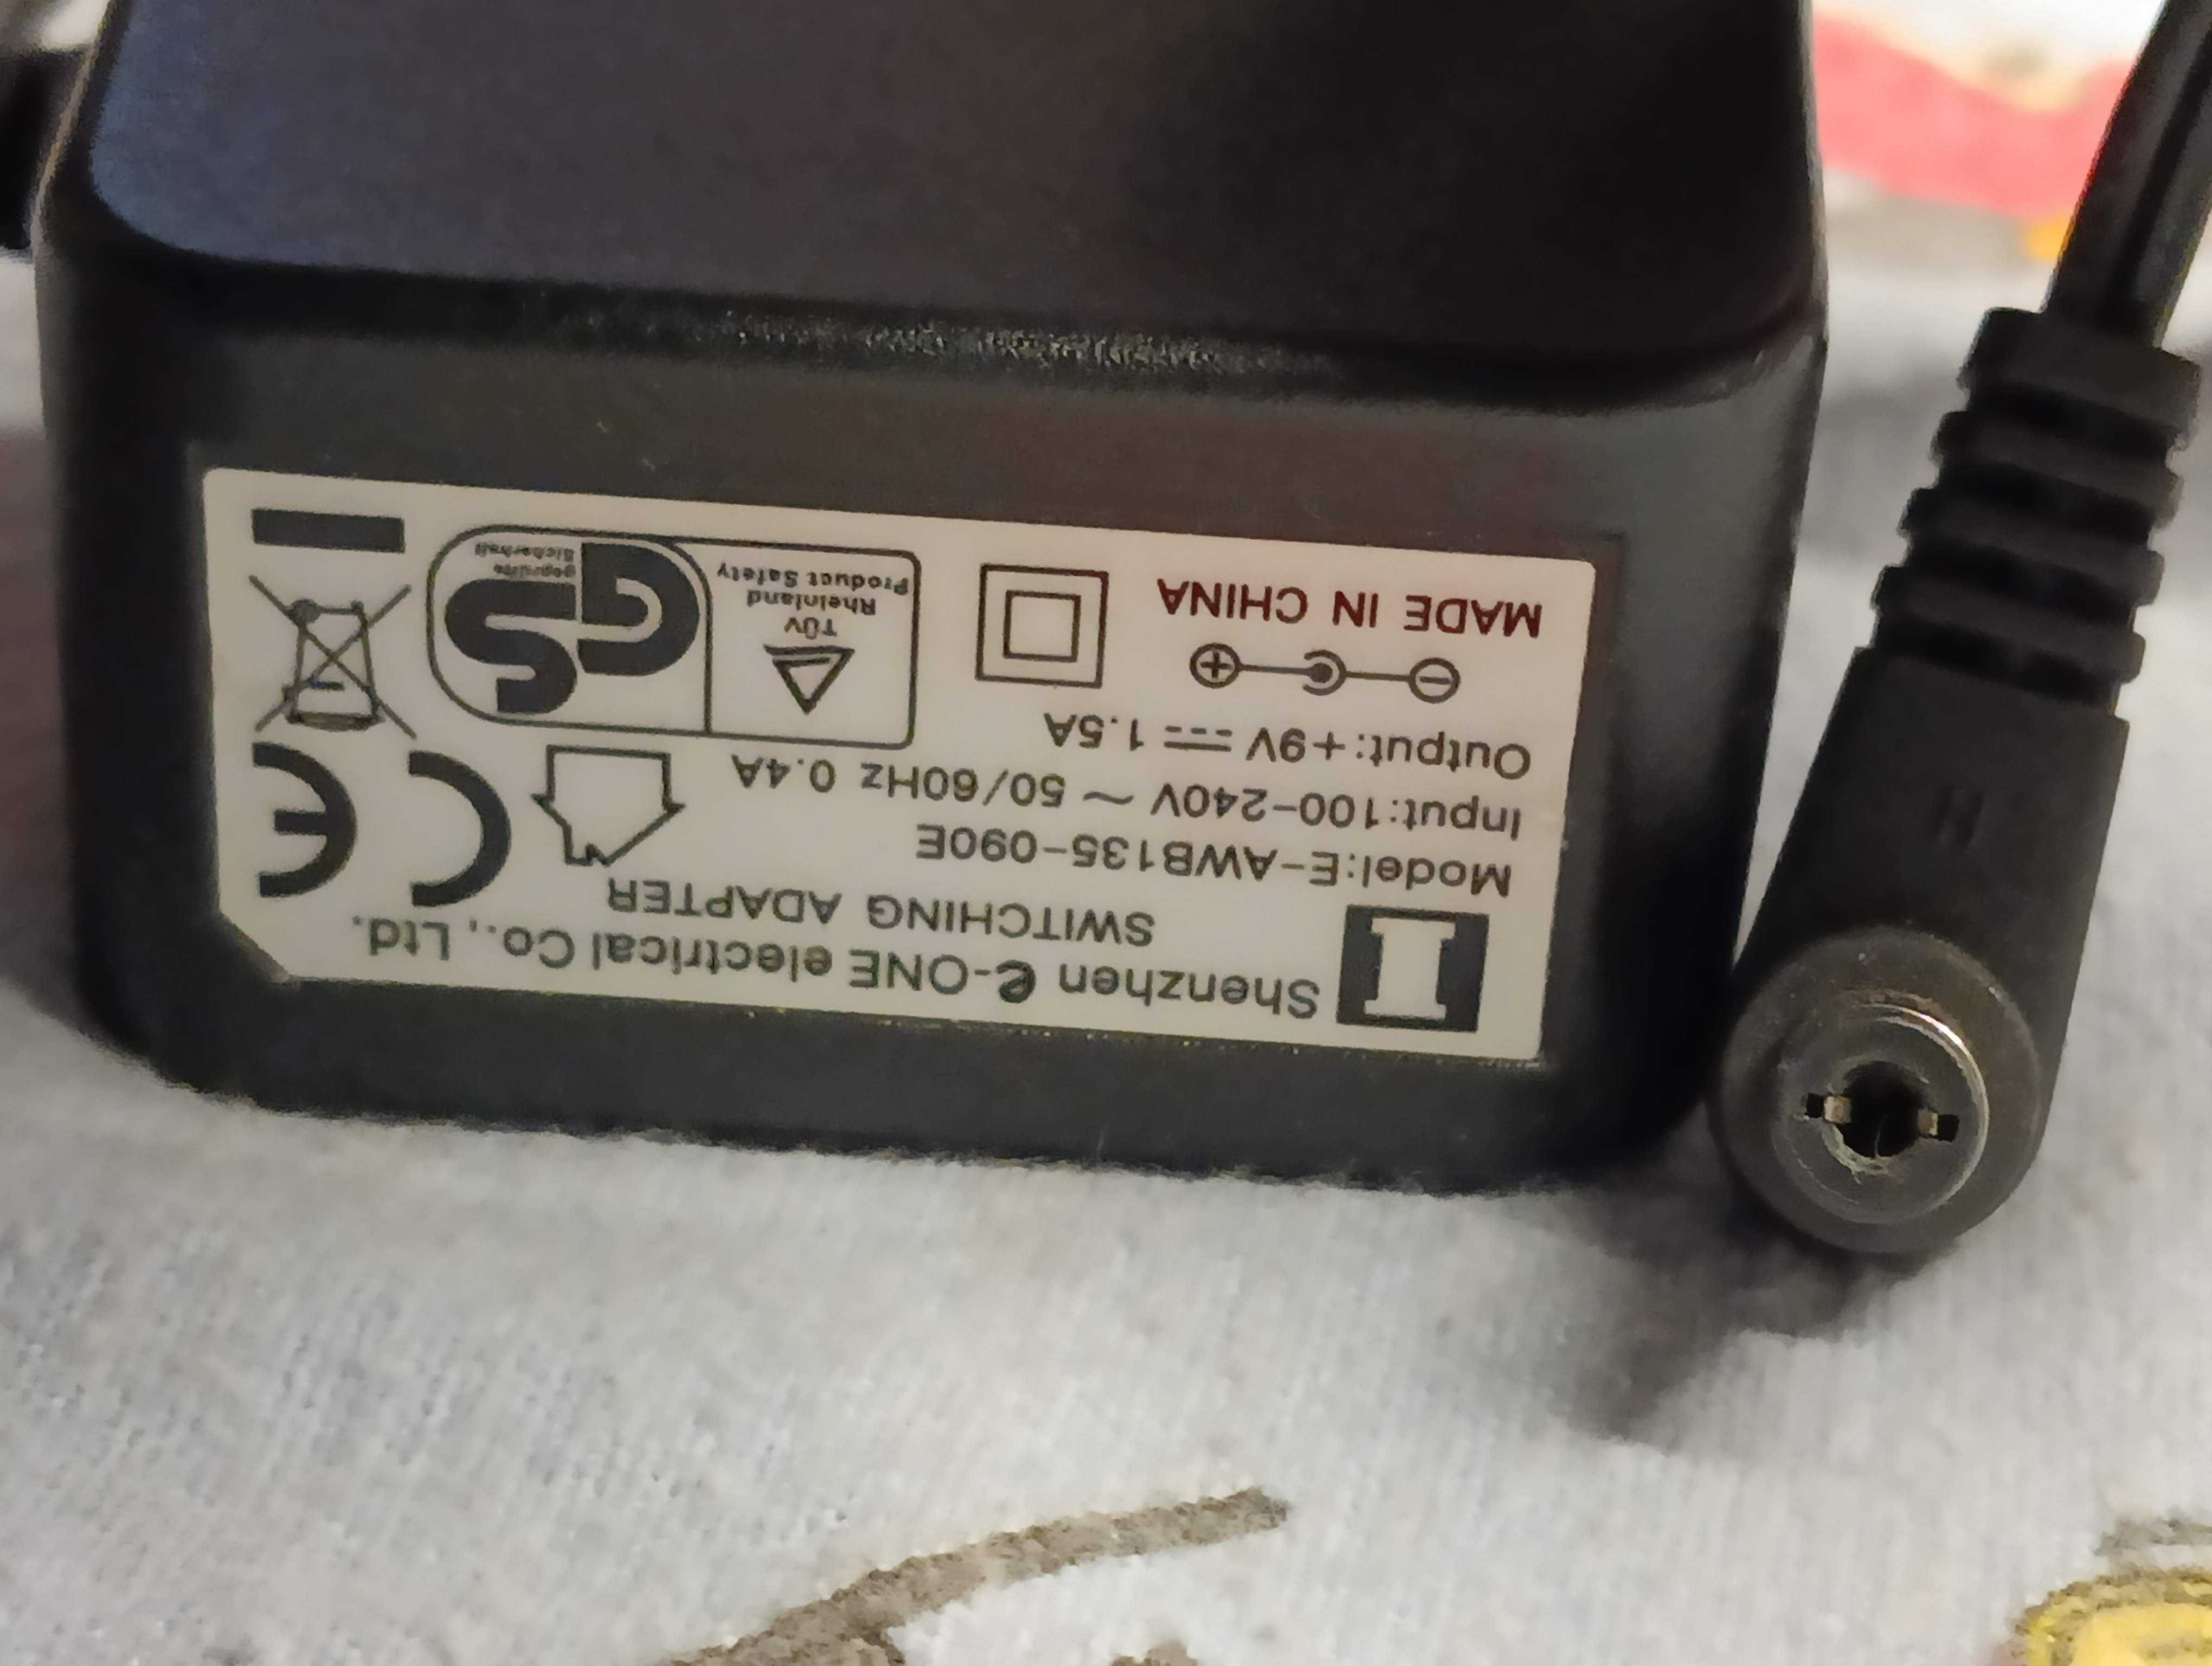 Shenzhen e-ONE electrical Co., Ltd.
SWITCHING ADAPTER
Model:E-AWB135-090E
Input:100-240V ~ 50/60Hz 0.4A
Output:+9V ⎓ 1.5A
MADE IN CHINA
TÜV
Rheinland
Product Safety
GS
geprüfte
Sicherheit
CE